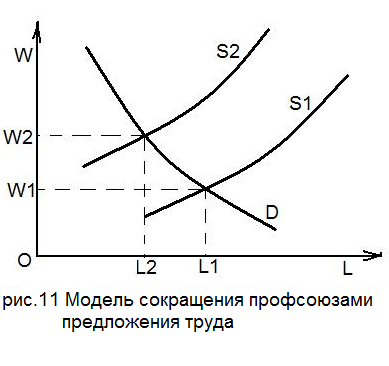 W
S2
S1
W2
W1
D
O
L2
L1
L
рис.11 Модель сокращения профсоюзами
предложения труда